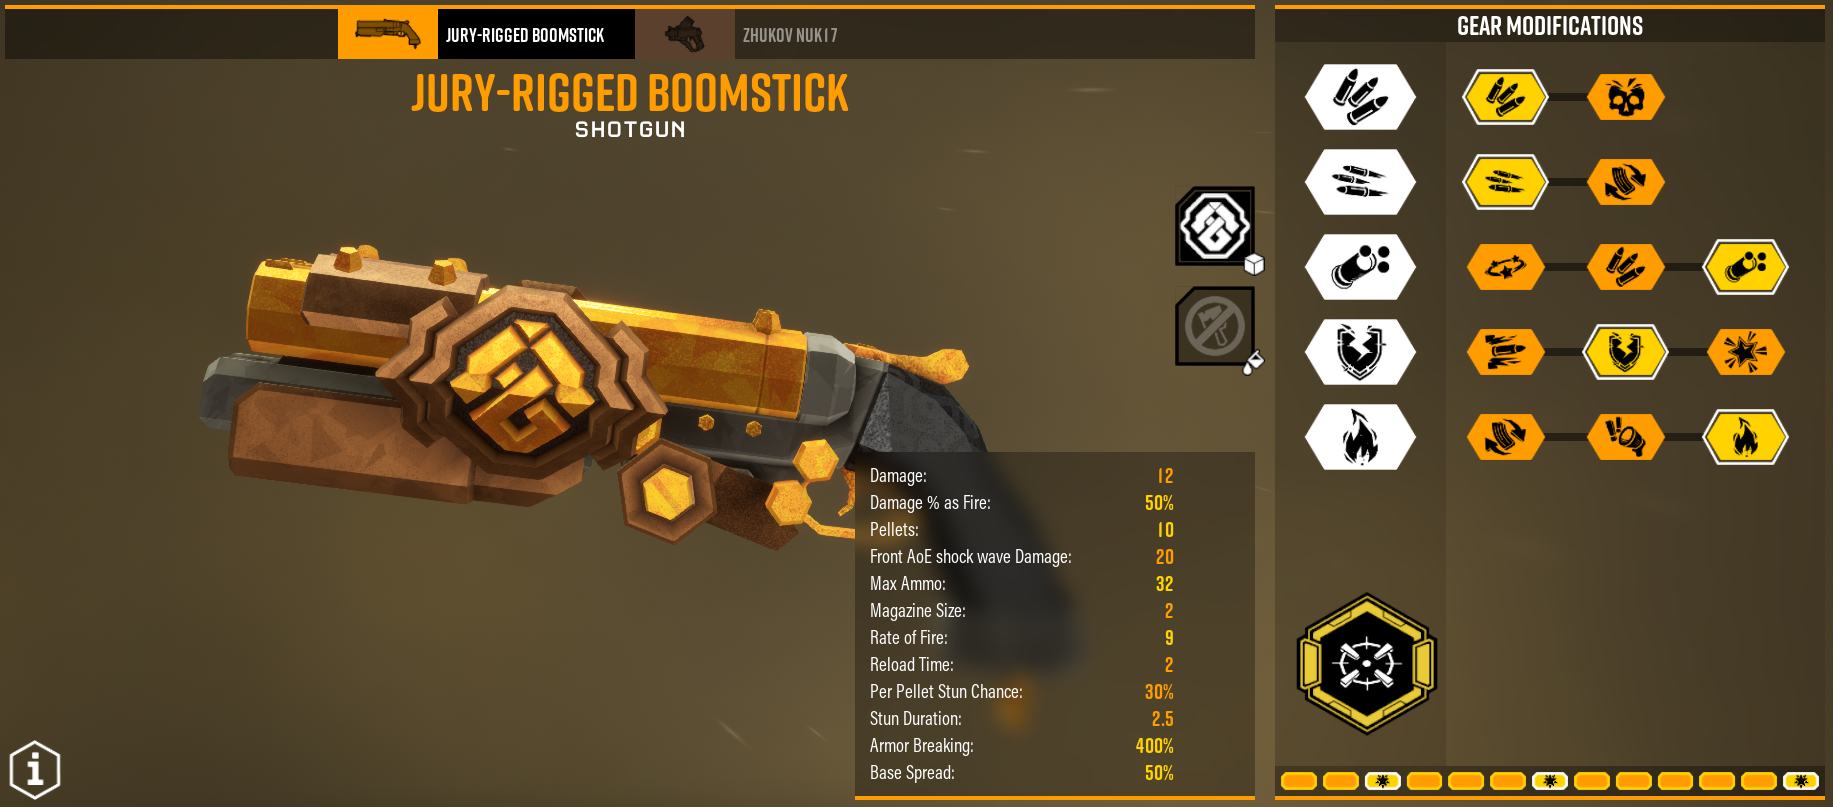 JURY-RIGGED BOOMSTICK
ZHUKOV NUK17
GEAR MODIFICATIONS
JURY-RIGGED BOOMSTICK
SHOTGUN
Damage: 12
Damage % as Fire: 50%
Pellets: 10
Front AoE shock wave Damage: 20
Max Ammo: 32
Magazine Size: 2
Rate of Fire: 9
Reload Time: 2
Per Pellet Stun Chance: 30%
Stun Duration: 2.5
Armor Breaking: 400%
Base Spread: 50%